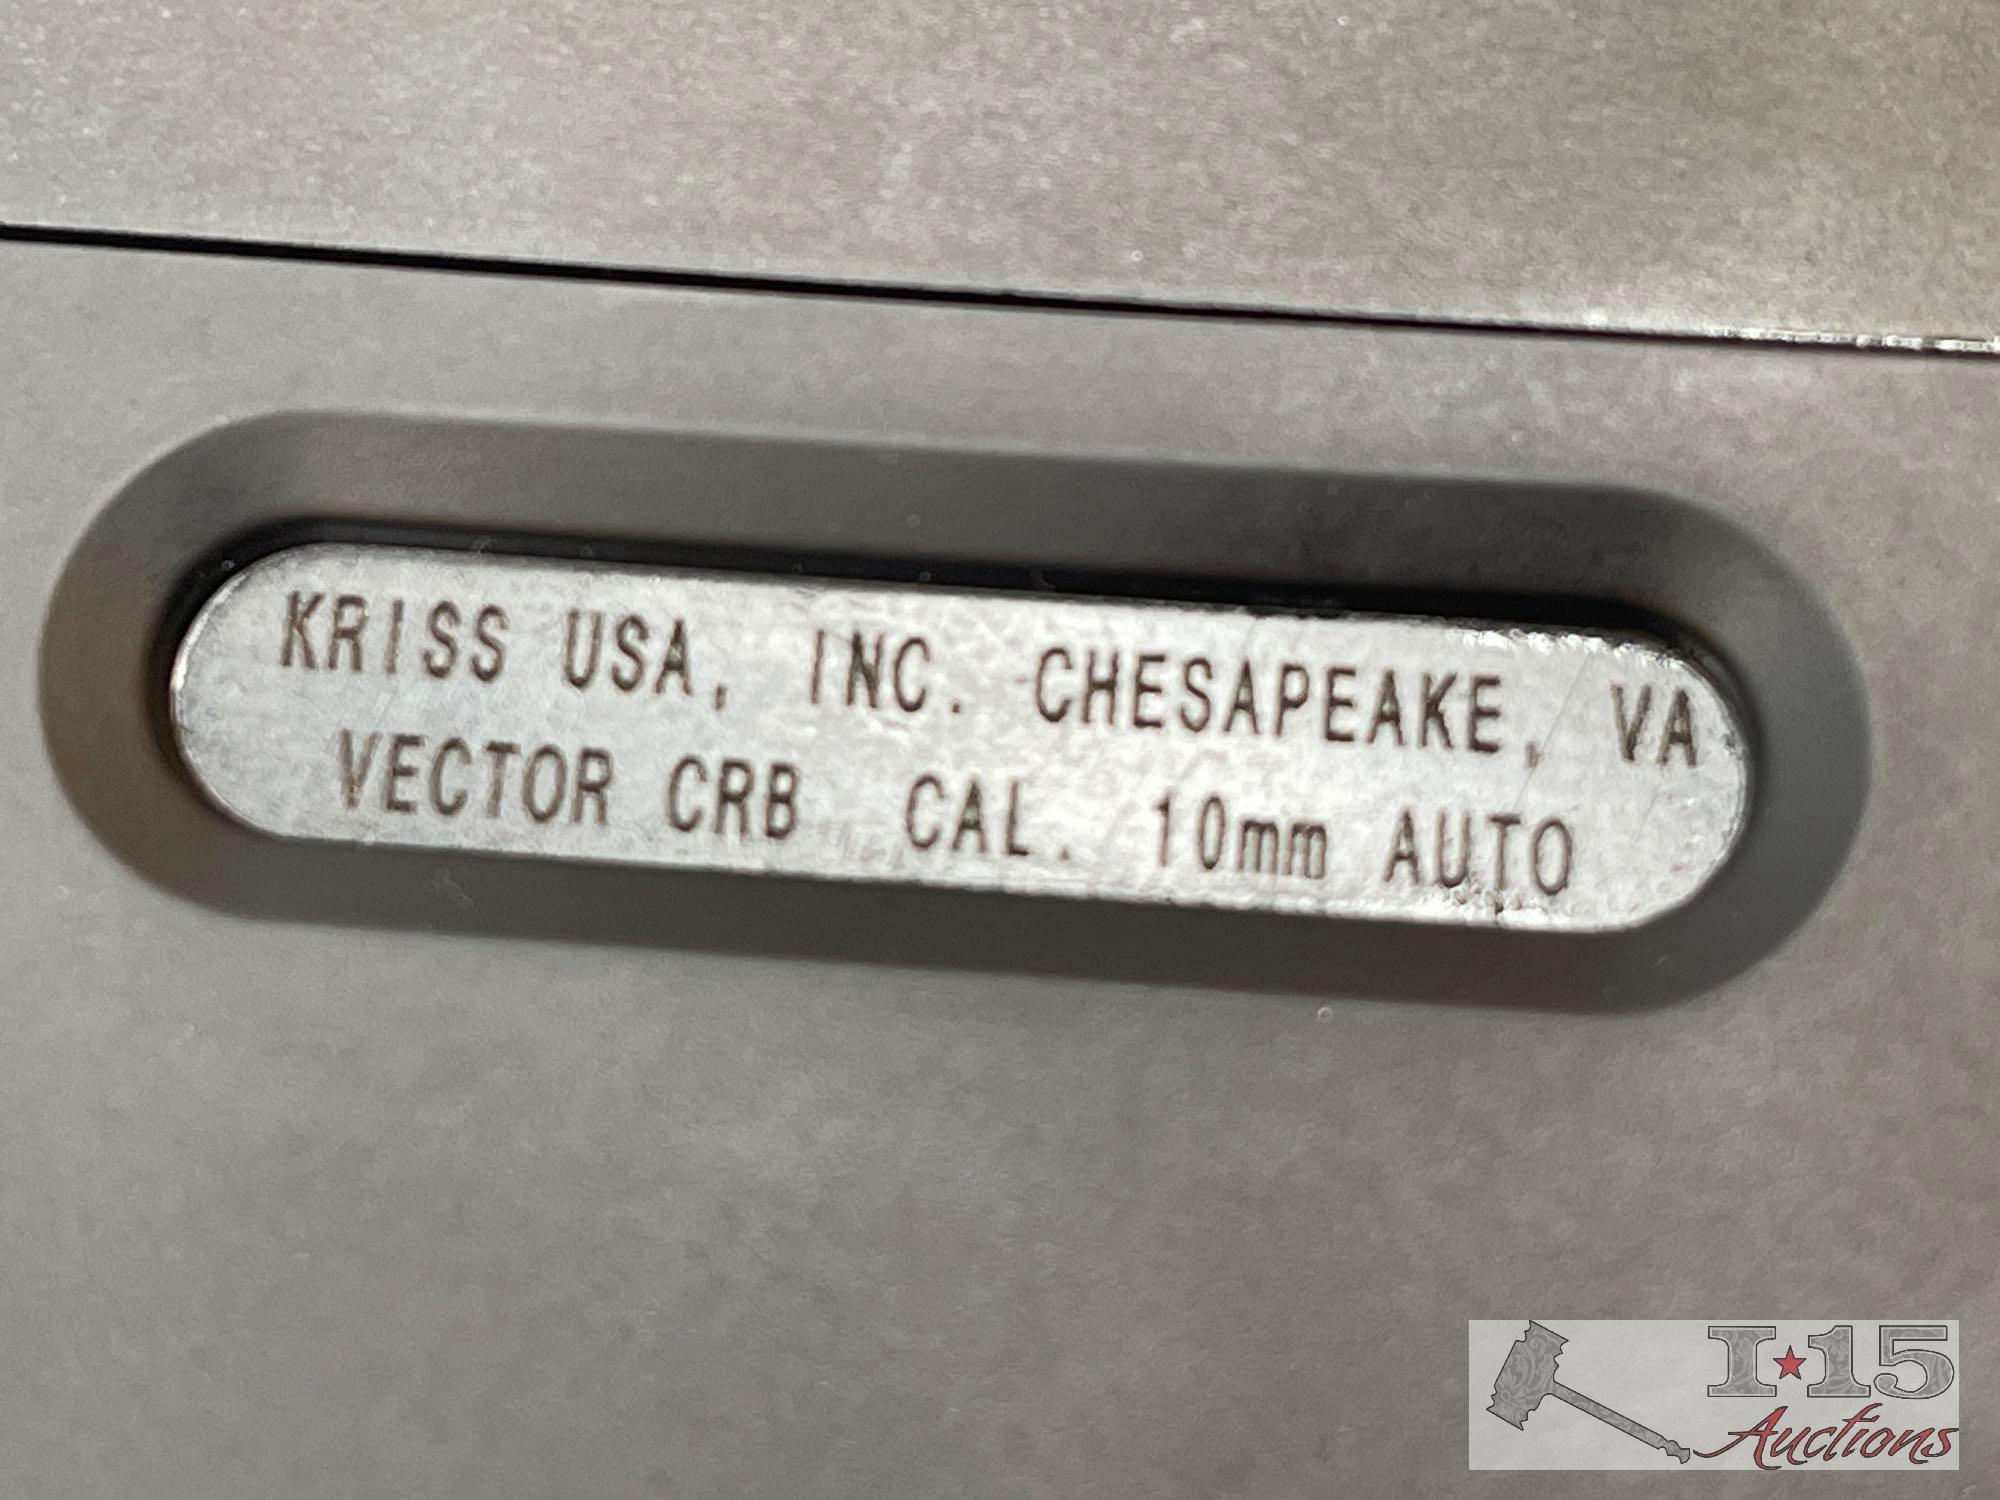 KRISS USA, INC. CHESAPEAKE, VA
VECTOR CRB CAL. 10mm AUTO
I★15
Auctions